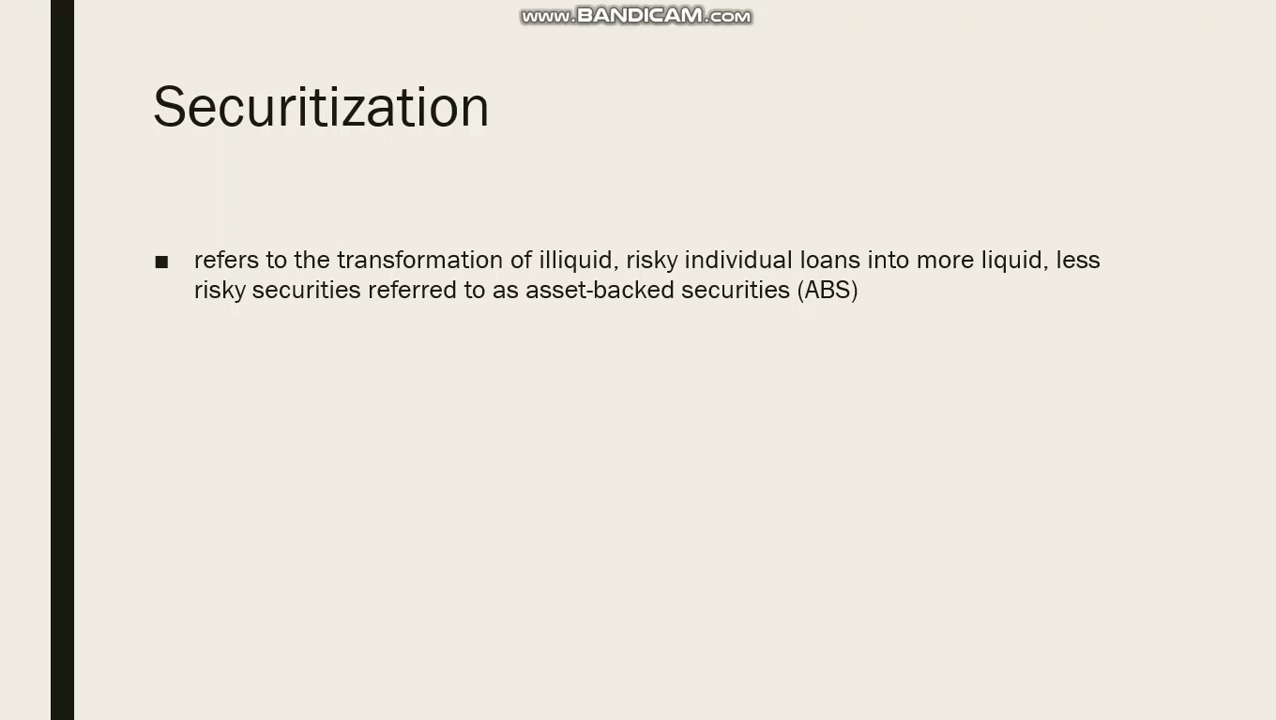 www.BANDICAM.com
Securitization
▪ refers to the transformation of illiquid, risky individual loans into more liquid, less
risky securities referred to as asset-backed securities (ABS)